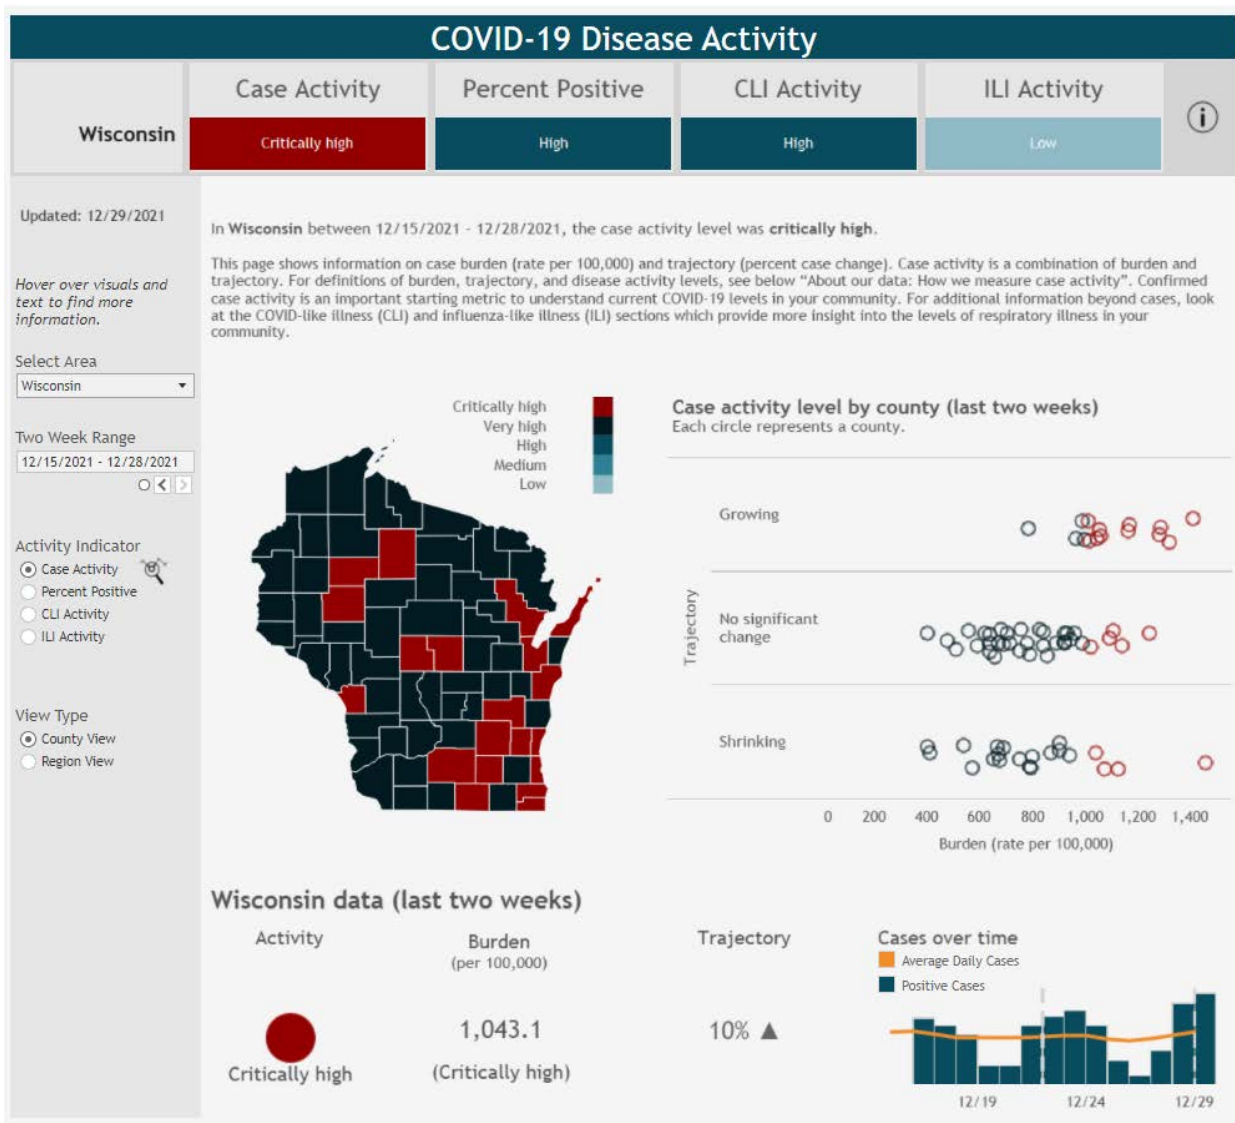 COVID-19 Disease Activity
Case Activity
Percent Positive
CLI Activity
ILI Activity
Wisconsin
Critically high
High
High
Low
i
Updated: 12/29/2021
Hover over visuals and
text to find more
information.
Select Area
Wisconsin
Two Week Range
12/15/2021 - 12/28/2021
Activity Indicator
Case Activity
Percent Positive
CLI Activity
ILI Activity
View Type
County View
Region View
In Wisconsin between 12/15/2021 - 12/28/2021, the case activity level was critically high.
This page shows information on case burden (rate per 100,000) and trajectory (percent case change). Case activity is a combination of burden and
trajectory. For definitions of burden, trajectory, and disease activity levels, see below “About our data: How we measure case activity”. Confirmed
case activity is an important starting metric to understand current COVID-19 levels in your community. For additional information beyond cases, look
at the COVID-like illness (CLI) and influenza-like illness (ILI) sections which provide more insight into the levels of respiratory illness in your
community.
Critically high
Very high
High
Medium
Low
Case activity level by county (last two weeks)
Each circle represents a county.
Trajectory
Growing
No significant
change
Shrinking
0 200 400 600 800 1,000 1,200 1,400
Burden (rate per 100,000)
Wisconsin data (last two weeks)
Activity
Critically high
Burden
(per 100,000)
1,043.1
(Critically high)
Trajectory
10% ▲
Cases over time
Average Daily Cases
Positive Cases
12/19 12/24 12/29